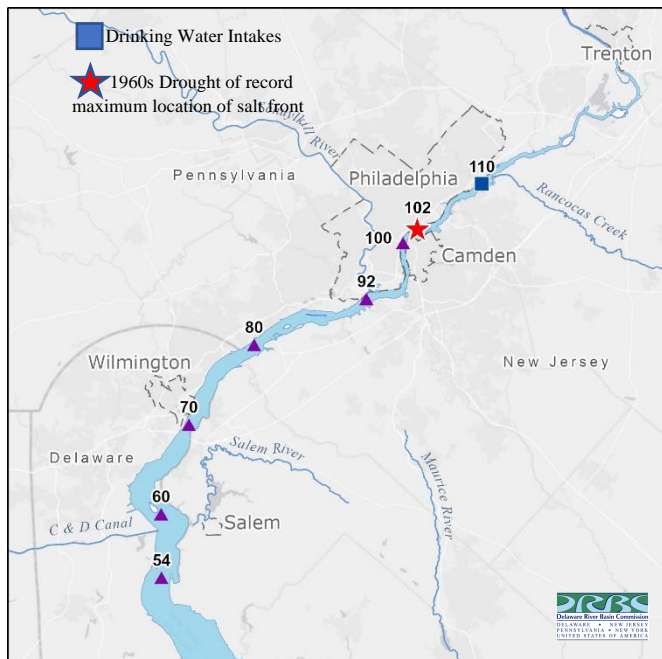 Drinking Water Intakes
1960s Drought of record
maximum location of salt front
Trenton
Schuylkill River
Pennsylvania
Philadelphia
110
Rancocas Creek
102
100
Camden
92
80
Wilmington
New Jersey
70
Salem River
Delaware
Maurice River
60
C & D Canal
Salem
54
DRBC
Delaware River Basin Commission
DELAWARE • NEW JERSEY
PENNSYLVANIA • NEW YORK
UNITED STATES OF AMERICA